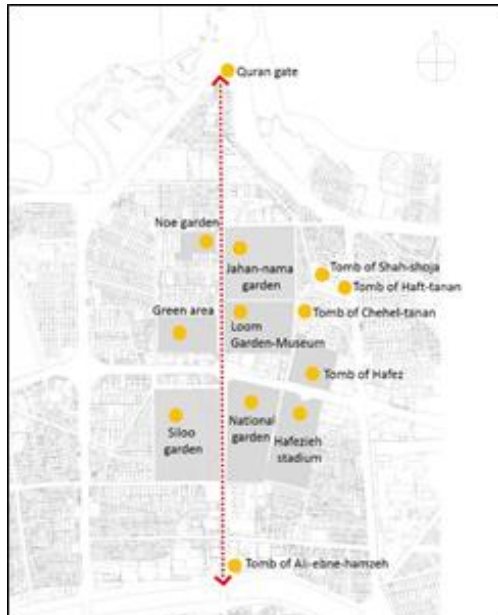 Quran gate
Noe garden
Jahan-nama
garden
Tomb of Shah-shoja
Tomb of Haft-tanan
Green area
Loom
Garden-Museum
Tomb of Chehel-tanan
Tomb of Hafez
Siloo
garden
National
garden
Hafezieh
stadium
Tomb of Ali-ebne-hamzeh